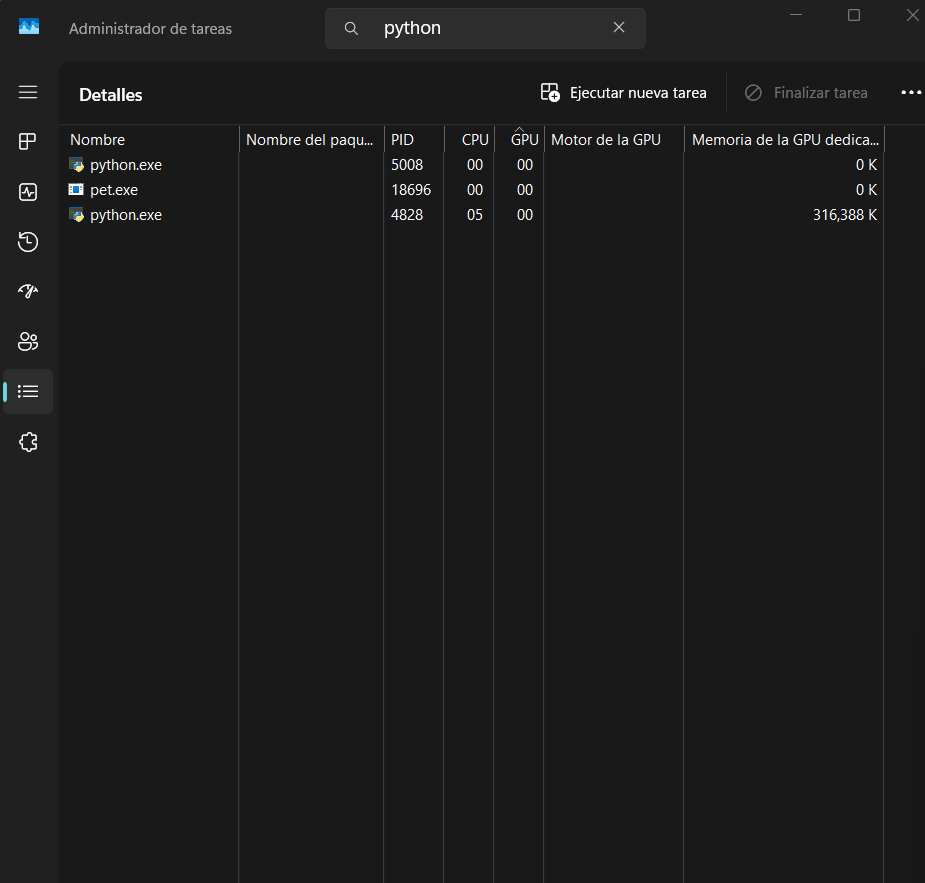 Administrador de tareas
python
Detalles
Ejecutar nueva tarea
Finalizar tarea
Nombre Nombre del paqu... PID CPU GPU Motor de la GPU Memoria de la GPU dedica...
python.exe 5008 00 00 0 K
pet.exe 18696 00 00 0 K
python.exe 4828 05 00 316,388 K